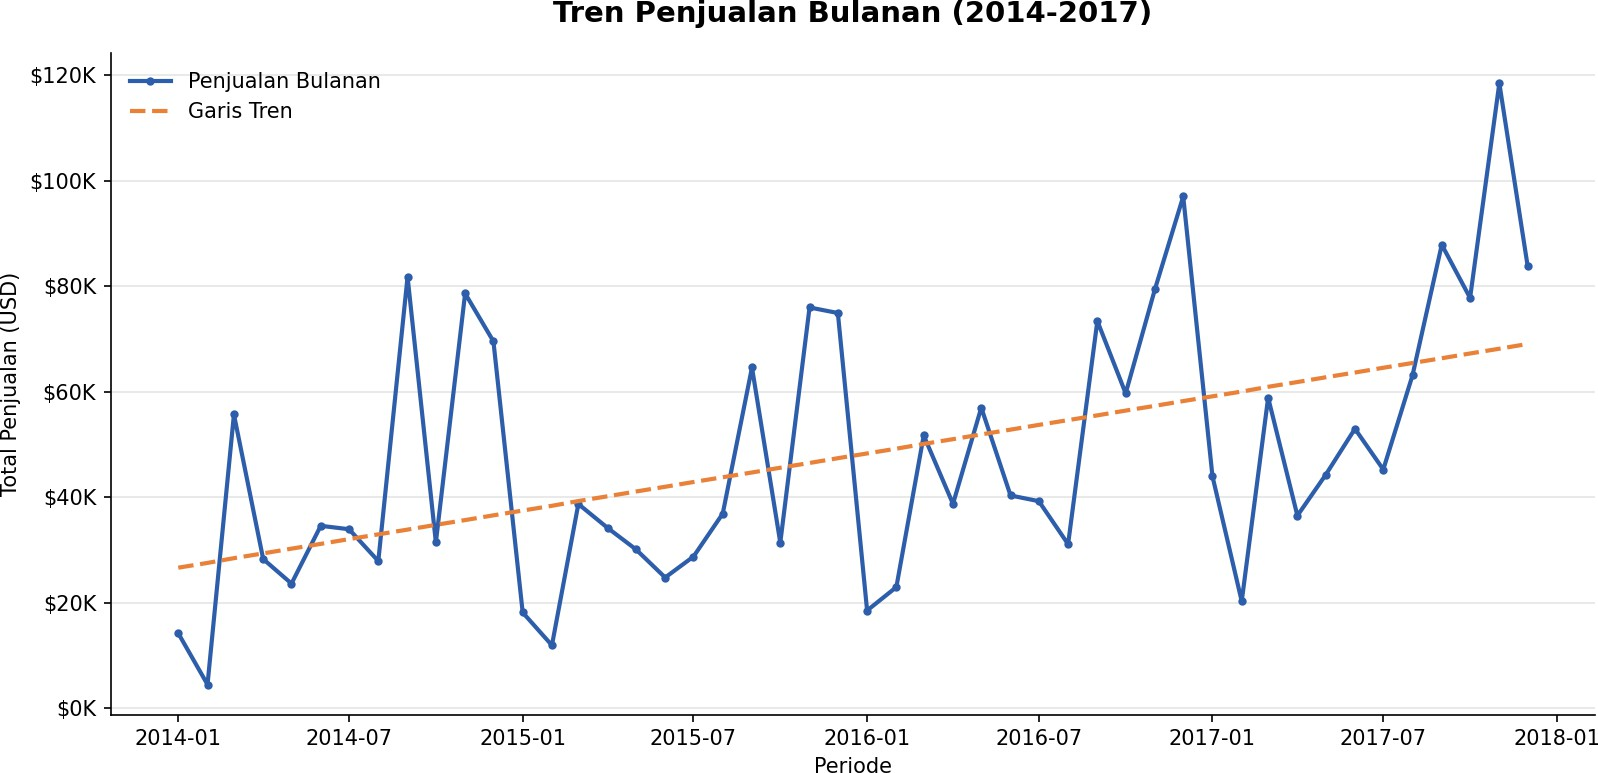 Tren Penjualan Bulanan (2014-2017)
Penjualan Bulanan
Garis Tren
$120K
$100K
$80K
$60K
$40K
$20K
$0K
Total Penjualan (USD)
2014-01
2014-07
2015-01
2015-07
2016-01
2016-07
2017-01
2017-07
2018-01
Periode